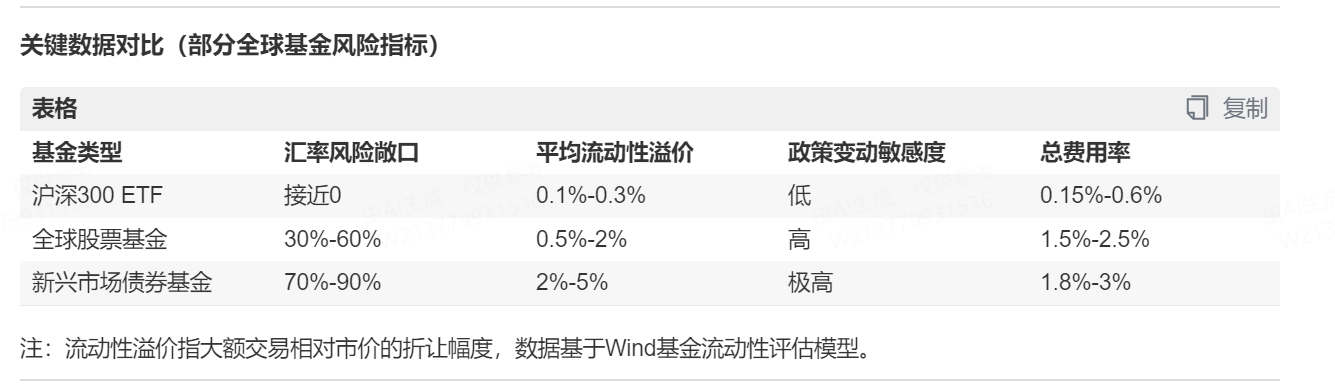 关键数据对比（部分全球基金风险指标）
表格 复制
基金类型 汇率风险敞口 平均流动性溢价 政策变动敏感度 总费用率
沪深300 ETF 接近0 0.1%-0.3% 低 0.15%-0.6%
全球股票基金 30%-60% 0.5%-2% 高 1.5%-2.5%
新兴市场债券基金 70%-90% 2%-5% 极高 1.8%-3%
注：流动性溢价指大额交易相对市价的折让幅度，数据基于Wind基金流动性评估模型。